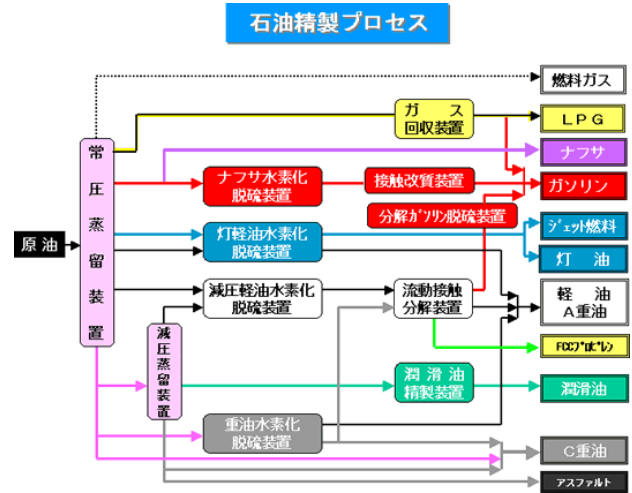 石油精製プロセス
燃料ガス
ガス
回収装置
LPG
常圧蒸留装置
ナフサ
ナフサ水素化
脱硫装置
接触改質装置
ガソリン
分解ガソリン脱硫装置
原油
灯軽油水素化
脱硫装置
ジェット燃料
灯油
減圧軽油水素化
脱硫装置
流動接触
分解装置
軽油
A重油
減圧蒸留装置
FCCプロピレン
潤滑油
精製装置
潤滑油
重油水素化
脱硫装置
C重油
アスファルト